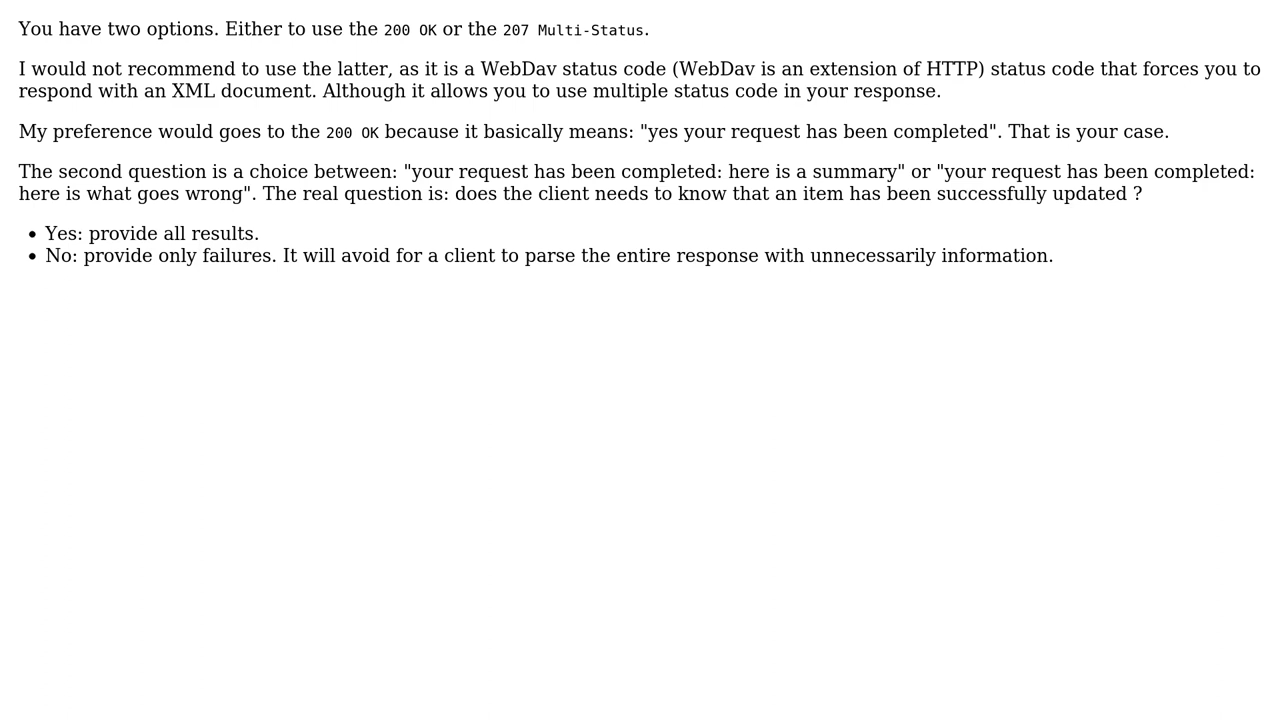 You have two options. Either to use the 200 OK or the 207 Multi-Status.
I would not recommend to use the latter, as it is a WebDav status code (WebDav is an extension of HTTP) status code that forces you to
respond with an XML document. Although it allows you to use multiple status code in your response.
My preference would goes to the 200 OK because it basically means: "yes your request has been completed". That is your case.
The second question is a choice between: "your request has been completed: here is a summary" or "your request has been completed:
here is what goes wrong". The real question is: does the client needs to know that an item has been successfully updated ?
• Yes: provide all results.
• No: provide only failures. It will avoid for a client to parse the entire response with unnecessarily information.